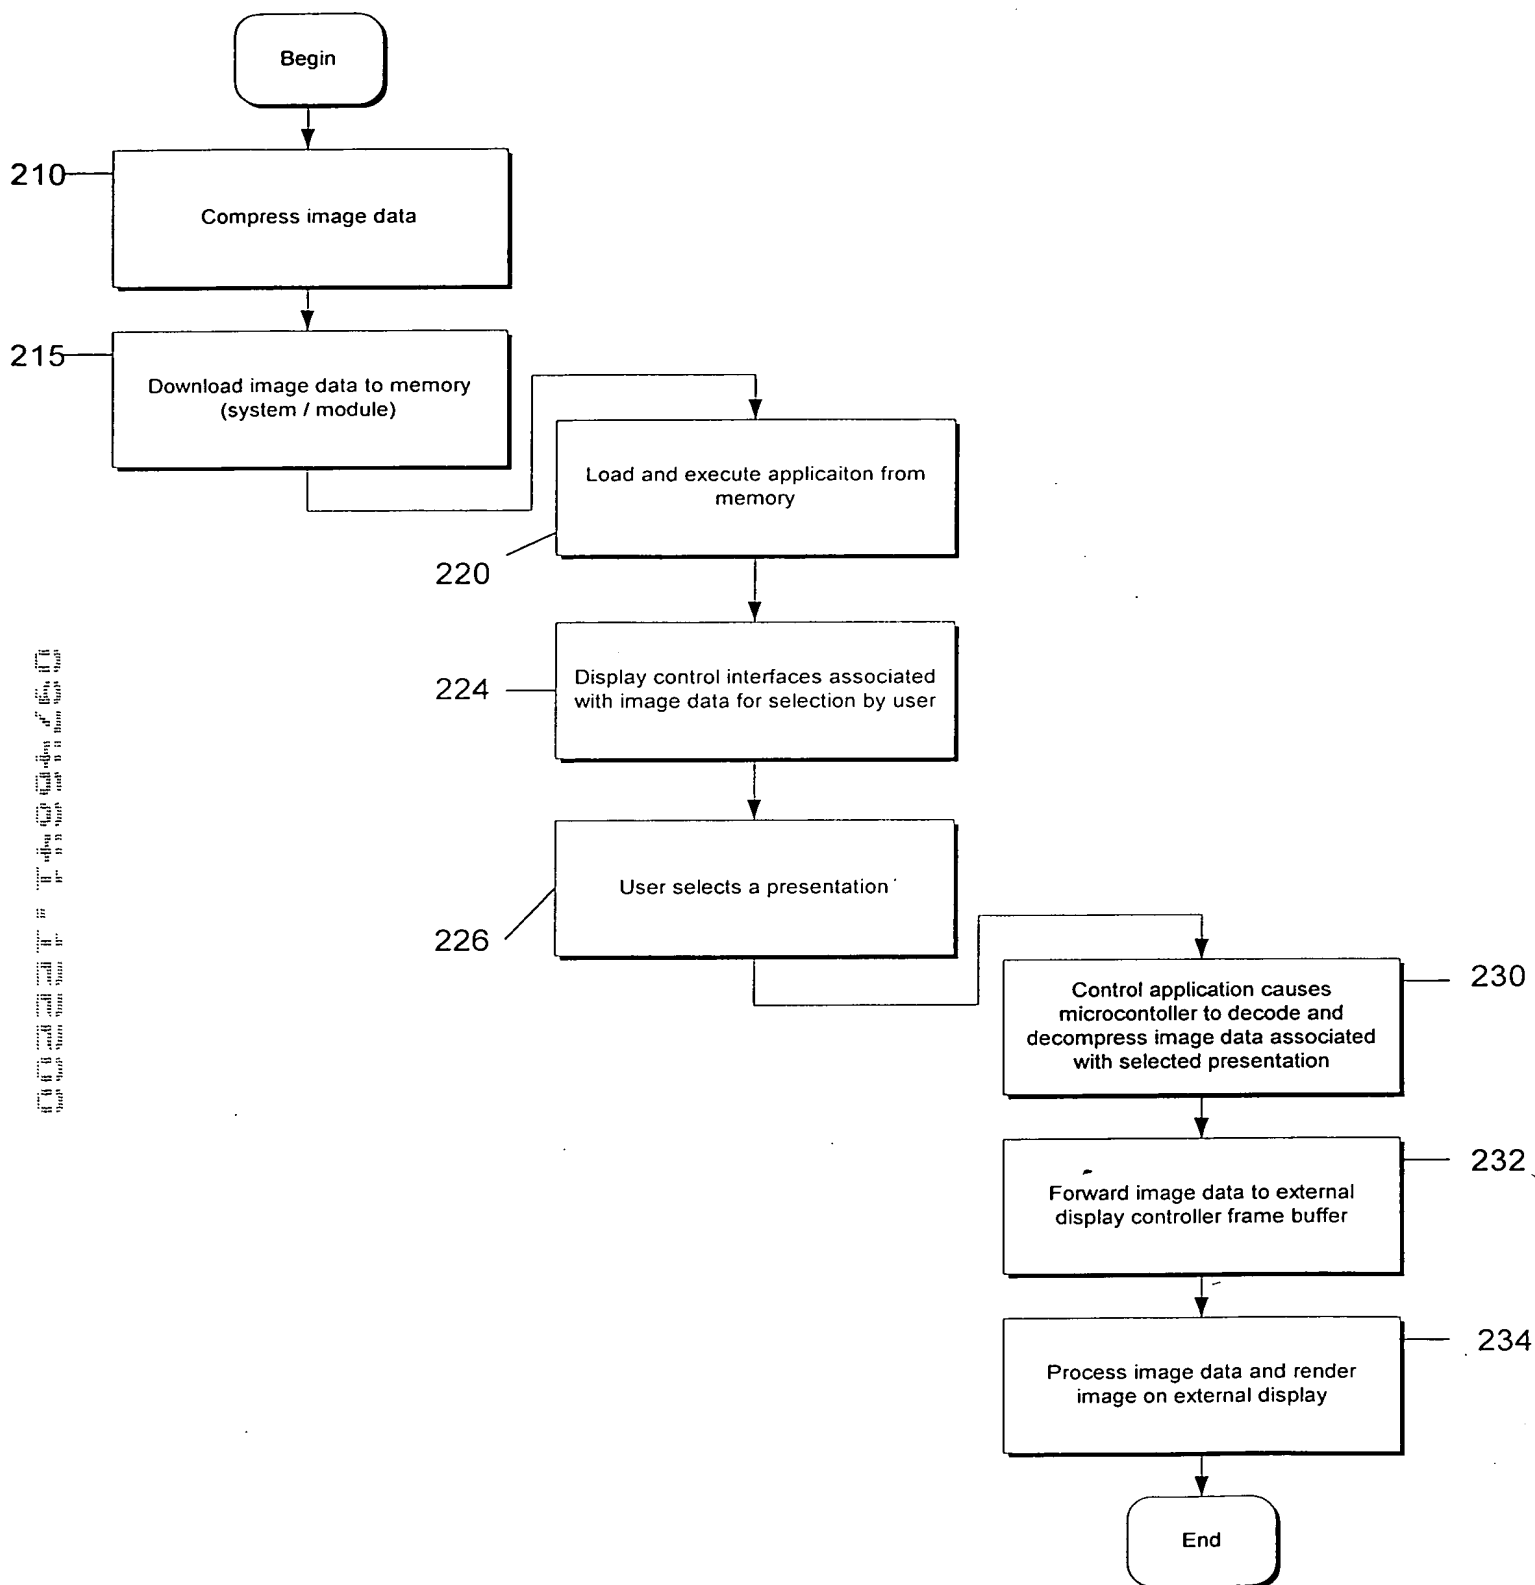 Begin
210
Compress image data
215
Download image data to memory
(system / module)
Load and execute applicaiton from
memory
220
224
Display control interfaces associated
with image data for selection by user
User selects a presentation
226
230
Control application causes
microcontoller to decode and
decompress image data associated
with selected presentation
232
Forward image data to external
display controller frame buffer
234
Process image data and render
image on external display
End